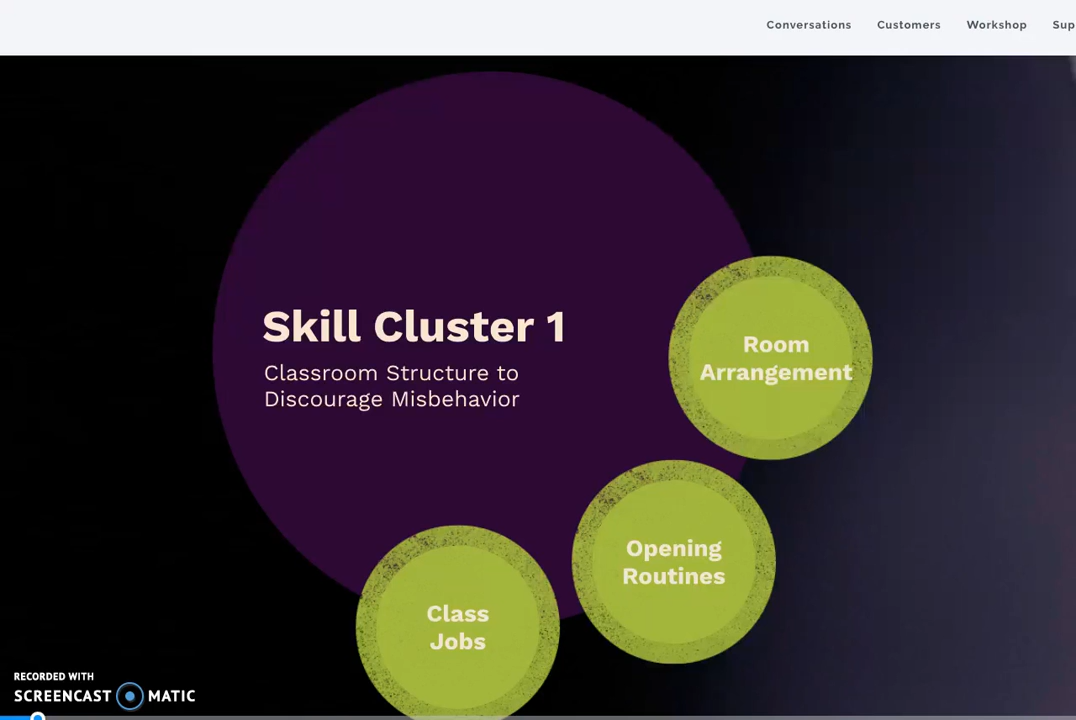 Conversations Customers Workshop Sup
Skill Cluster 1
Classroom Structure to
Discourage Misbehavior
Room
Arrangement
Opening
Routines
Class
Jobs
RECORDED WITH
SCREENCAST MATIC